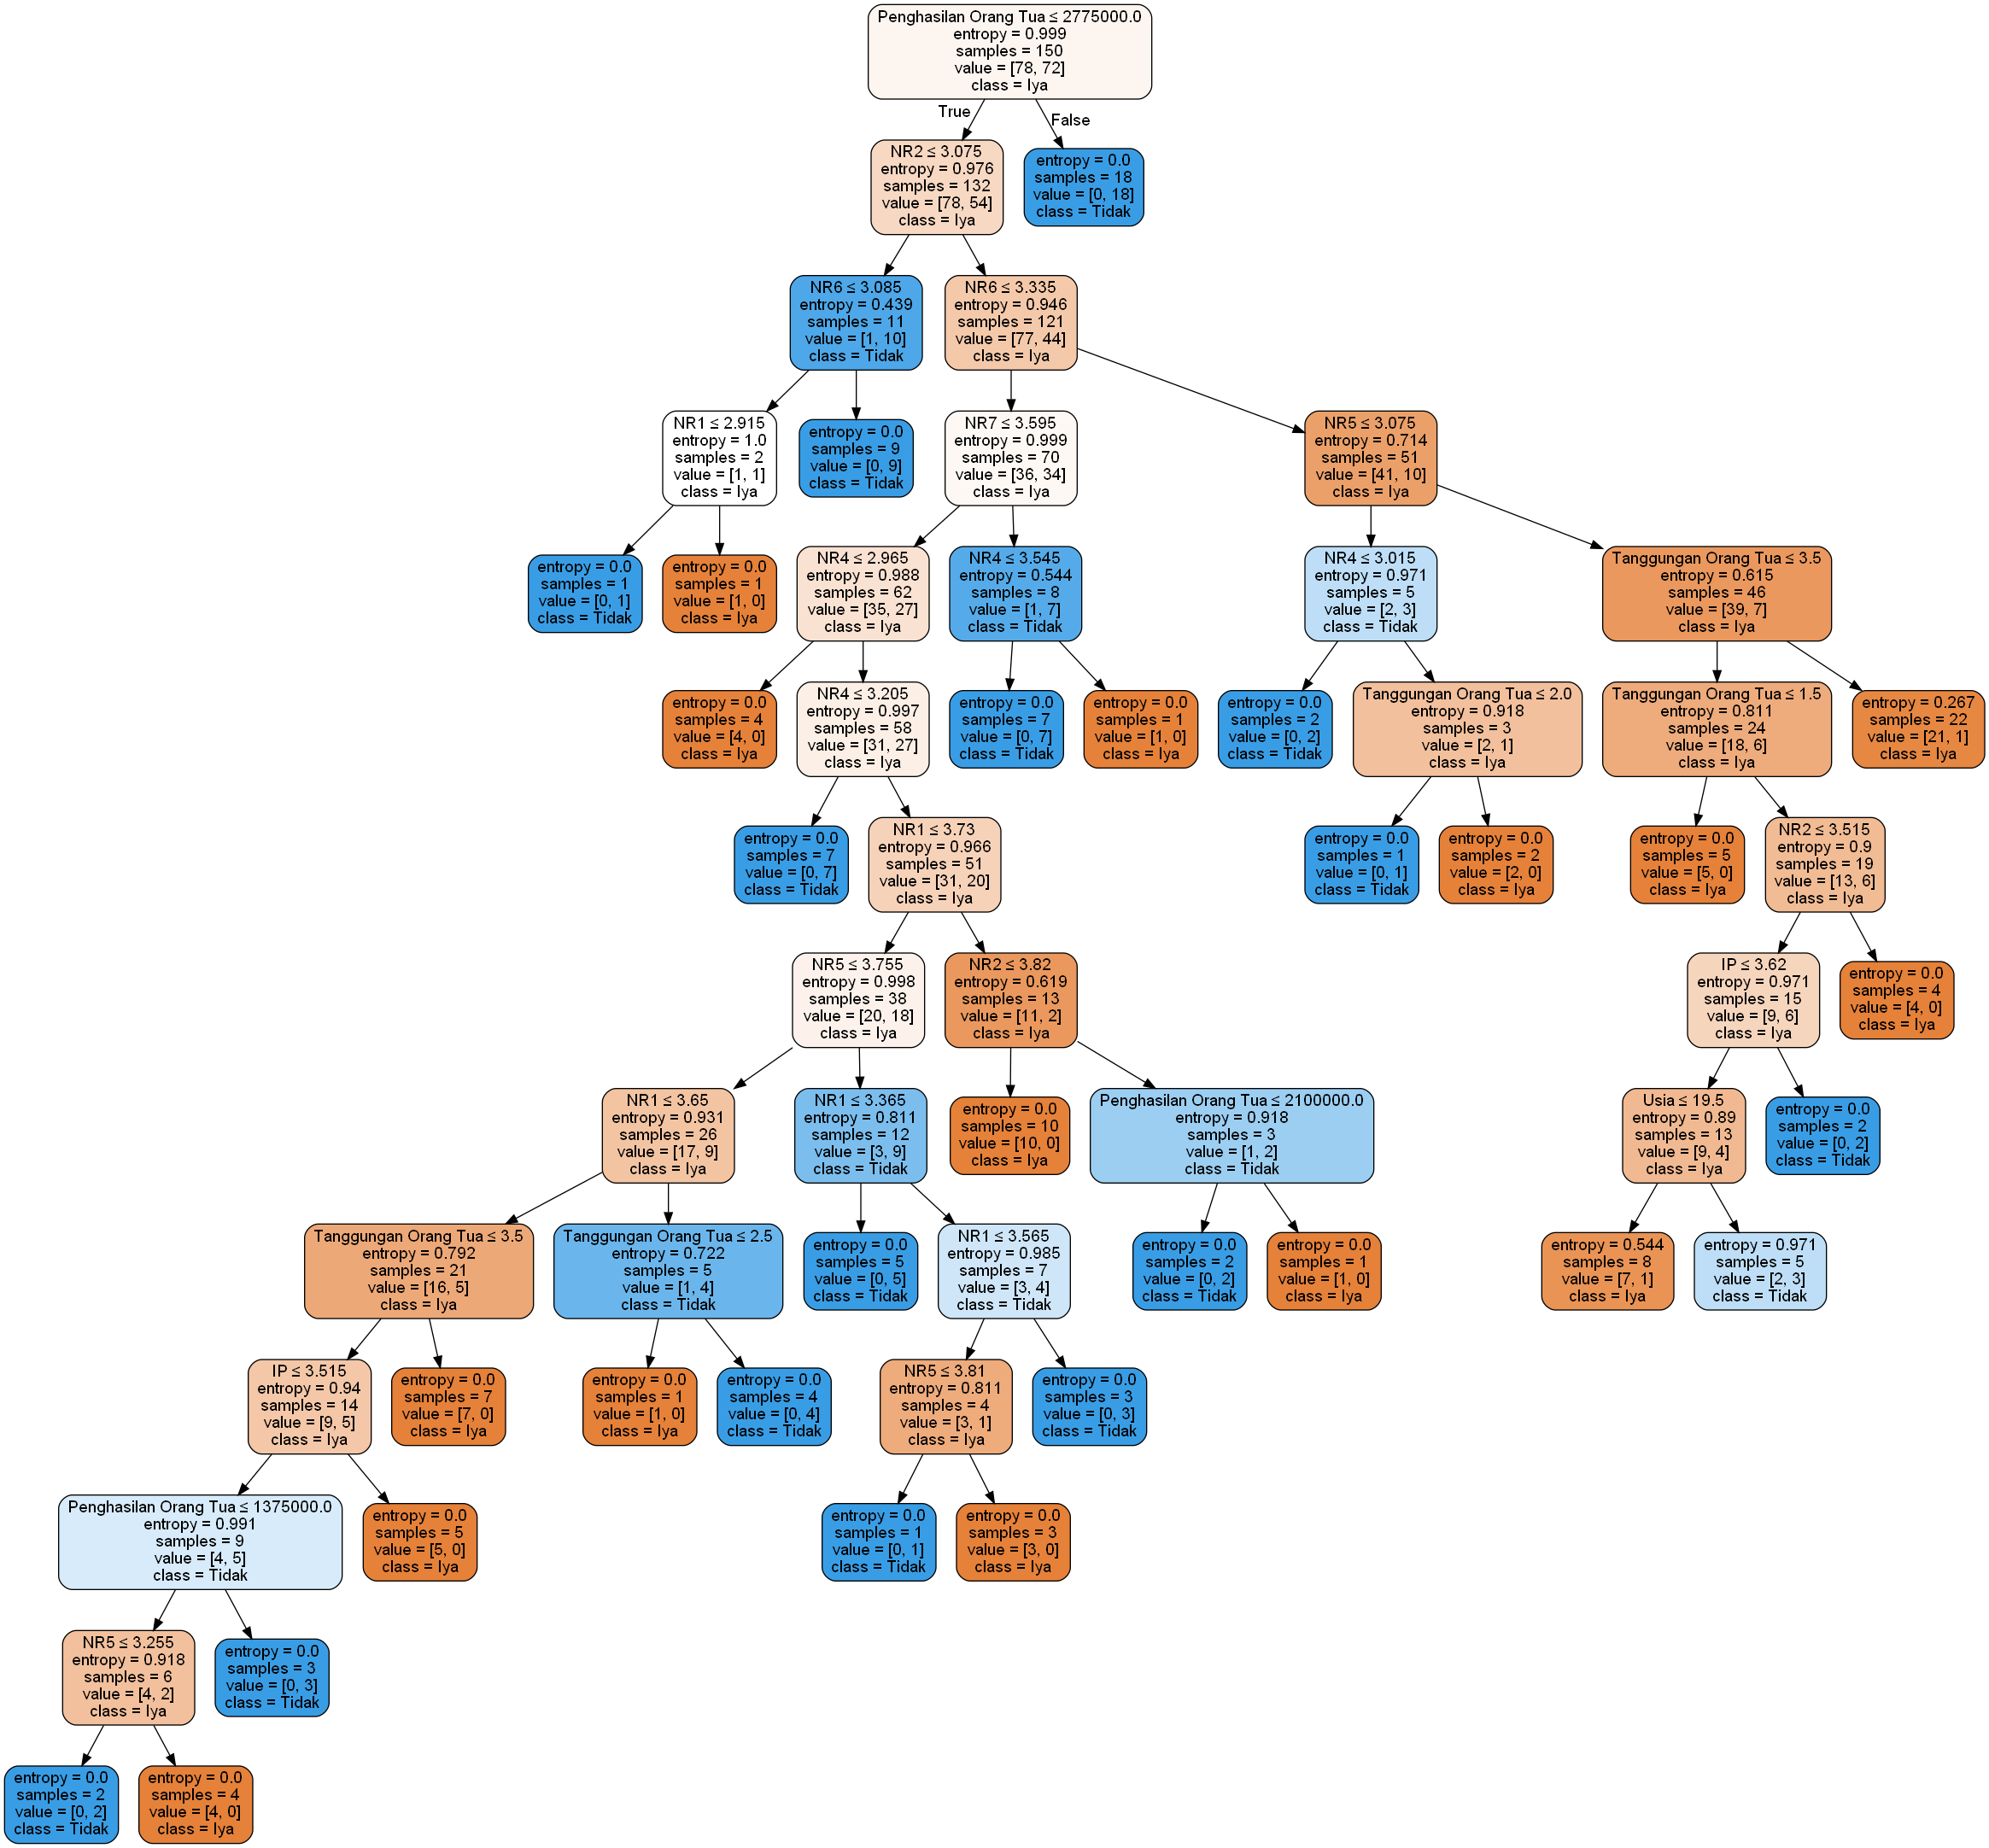 Penghasilan Orang Tua ≤ 2775000.0
entropy = 0.999
samples = 150
value = [78, 72]
class = Iya
True
False
NR2 ≤ 3.075
entropy = 0.976
samples = 132
value = [78, 54]
class = Iya
entropy = 0.0
samples = 18
value = [0, 18]
class = Tidak
NR6 ≤ 3.085
entropy = 0.439
samples = 11
value = [1, 10]
class = Tidak
NR6 ≤ 3.335
entropy = 0.946
samples = 121
value = [77, 44]
class = Iya
NR1 ≤ 2.915
entropy = 1.0
samples = 2
value = [1, 1]
class = Iya
entropy = 0.0
samples = 9
value = [0, 9]
class = Tidak
NR7 ≤ 3.595
entropy = 0.999
samples = 70
value = [36, 34]
class = Iya
NR5 ≤ 3.075
entropy = 0.714
samples = 51
value = [41, 10]
class = Iya
entropy = 0.0
samples = 1
value = [0, 1]
class = Tidak
entropy = 0.0
samples = 1
value = [1, 0]
class = Iya
NR4 ≤ 2.965
entropy = 0.988
samples = 62
value = [35, 27]
class = Iya
NR4 ≤ 3.545
entropy = 0.544
samples = 8
value = [1, 7]
class = Tidak
NR4 ≤ 3.015
entropy = 0.971
samples = 5
value = [2, 3]
class = Tidak
Tanggungan Orang Tua ≤ 3.5
entropy = 0.615
samples = 46
value = [39, 7]
class = Iya
entropy = 0.0
samples = 4
value = [4, 0]
class = Iya
NR4 ≤ 3.205
entropy = 0.997
samples = 58
value = [31, 27]
class = Iya
entropy = 0.0
samples = 7
value = [0, 7]
class = Tidak
entropy = 0.0
samples = 1
value = [1, 0]
class = Iya
entropy = 0.0
samples = 2
value = [0, 2]
class = Tidak
Tanggungan Orang Tua ≤ 2.0
entropy = 0.918
samples = 3
value = [2, 1]
class = Iya
Tanggungan Orang Tua ≤ 1.5
entropy = 0.811
samples = 24
value = [18, 6]
class = Iya
entropy = 0.267
samples = 22
value = [21, 1]
class = Iya
entropy = 0.0
samples = 7
value = [0, 7]
class = Tidak
NR1 ≤ 3.73
entropy = 0.966
samples = 51
value = [31, 20]
class = Iya
entropy = 0.0
samples = 1
value = [0, 1]
class = Tidak
entropy = 0.0
samples = 2
value = [2, 0]
class = Iya
entropy = 0.0
samples = 5
value = [5, 0]
class = Iya
NR2 ≤ 3.515
entropy = 0.9
samples = 19
value = [13, 6]
class = Iya
NR5 ≤ 3.755
entropy = 0.998
samples = 38
value = [20, 18]
class = Iya
NR2 ≤ 3.82
entropy = 0.619
samples = 13
value = [11, 2]
class = Iya
IP ≤ 3.62
entropy = 0.971
samples = 15
value = [9, 6]
class = Iya
entropy = 0.0
samples = 4
value = [4, 0]
class = Iya
NR1 ≤ 3.65
entropy = 0.931
samples = 26
value = [17, 9]
class = Iya
NR1 ≤ 3.365
entropy = 0.811
samples = 12
value = [3, 9]
class = Tidak
entropy = 0.0
samples = 10
value = [10, 0]
class = Iya
Penghasilan Orang Tua ≤ 2100000.0
entropy = 0.918
samples = 3
value = [1, 2]
class = Tidak
Usia ≤ 19.5
entropy = 0.89
samples = 13
value = [9, 4]
class = Iya
entropy = 0.0
samples = 2
value = [0, 2]
class = Tidak
Tanggungan Orang Tua ≤ 3.5
entropy = 0.792
samples = 21
value = [16, 5]
class = Iya
Tanggungan Orang Tua ≤ 2.5
entropy = 0.722
samples = 5
value = [1, 4]
class = Tidak
entropy = 0.0
samples = 5
value = [0, 5]
class = Tidak
NR1 ≤ 3.565
entropy = 0.985
samples = 7
value = [3, 4]
class = Tidak
entropy = 0.0
samples = 2
value = [0, 2]
class = Tidak
entropy = 0.0
samples = 1
value = [1, 0]
class = Iya
entropy = 0.544
samples = 8
value = [7, 1]
class = Iya
entropy = 0.971
samples = 5
value = [2, 3]
class = Tidak
IP ≤ 3.515
entropy = 0.94
samples = 14
value = [9, 5]
class = Iya
entropy = 0.0
samples = 7
value = [7, 0]
class = Iya
entropy = 0.0
samples = 1
value = [1, 0]
class = Iya
entropy = 0.0
samples = 4
value = [0, 4]
class = Tidak
NR5 ≤ 3.81
entropy = 0.811
samples = 4
value = [3, 1]
class = Iya
entropy = 0.0
samples = 3
value = [0, 3]
class = Tidak
Penghasilan Orang Tua ≤ 1375000.0
entropy = 0.991
samples = 9
value = [4, 5]
class = Tidak
entropy = 0.0
samples = 5
value = [5, 0]
class = Iya
entropy = 0.0
samples = 1
value = [0, 1]
class = Tidak
entropy = 0.0
samples = 3
value = [3, 0]
class = Iya
NR5 ≤ 3.255
entropy = 0.918
samples = 6
value = [4, 2]
class = Iya
entropy = 0.0
samples = 3
value = [0, 3]
class = Tidak
entropy = 0.0
samples = 2
value = [0, 2]
class = Tidak
entropy = 0.0
samples = 4
value = [4, 0]
class = Iya